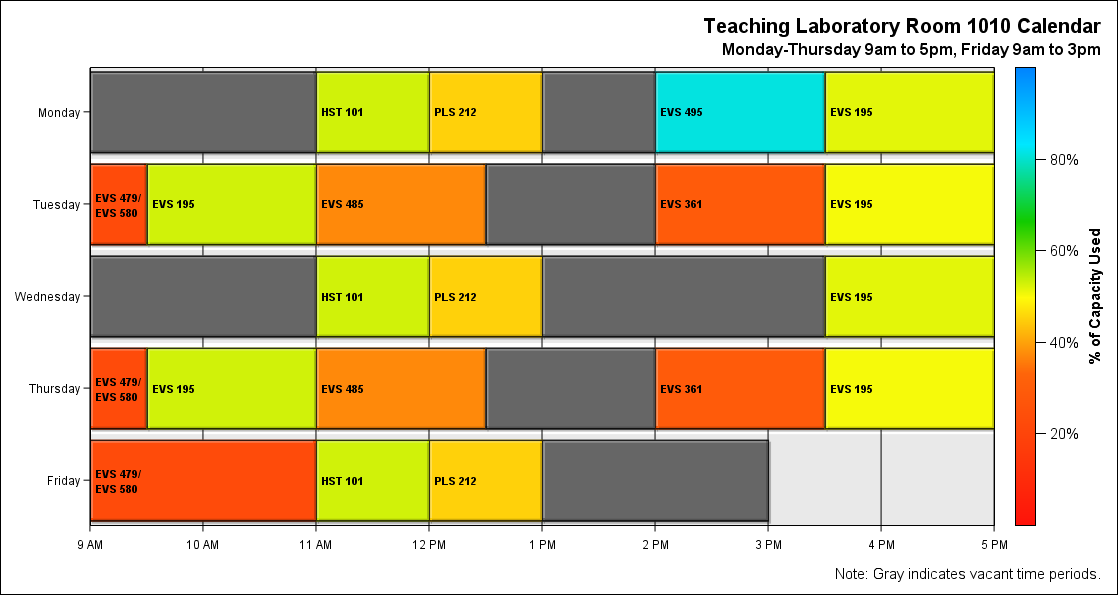 Teaching Laboratory Room 1010 Calendar
Monday-Thursday 9am to 5pm, Friday 9am to 3pm
Monday
HST 101
PLS 212
EVS 495
EVS 195
Tuesday
EVS 479/
EVS 580
EVS 195
EVS 485
EVS 361
EVS 195
Wednesday
HST 101
PLS 212
EVS 195
Thursday
EVS 479/
EVS 580
EVS 195
EVS 485
EVS 361
EVS 195
Friday
EVS 479/
EVS 580
HST 101
PLS 212
9 AM
10 AM
11 AM
12 PM
1 PM
2 PM
3 PM
4 PM
5 PM
80%
60%
40%
20%
% of Capacity Used
Note: Gray indicates vacant time periods.